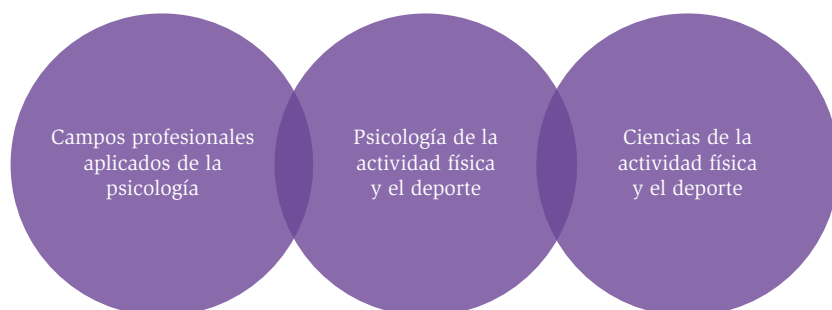 Campos profesionales
aplicados de la
psicología
Psicología de la
actividad física
y el deporte
Ciencias de la
actividad física
y el deporte